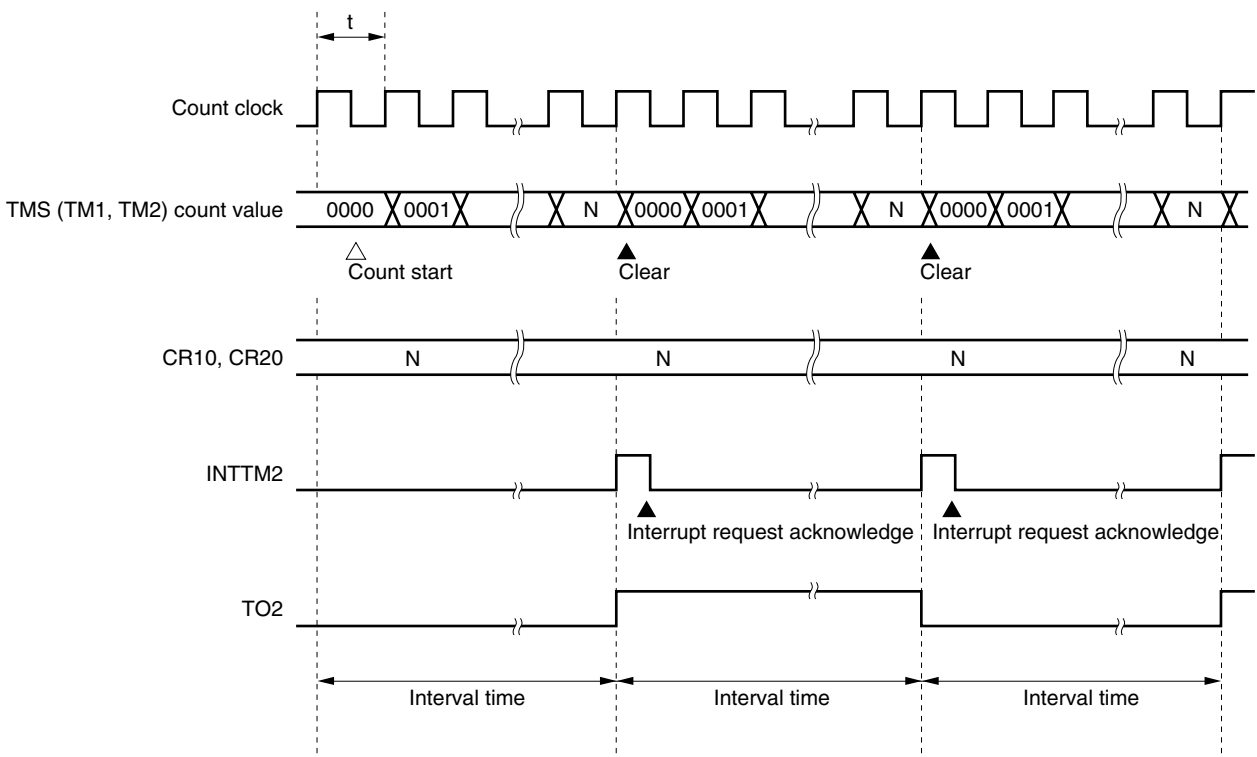 t
Count clock
TMS (TM1, TM2) count value
0000 0001 N 0000 0001 N 0000 0001 N
Count start Clear Clear
CR10, CR20 N N N N
INTTM2
Interrupt request acknowledge Interrupt request acknowledge
TO2
Interval time Interval time Interval time